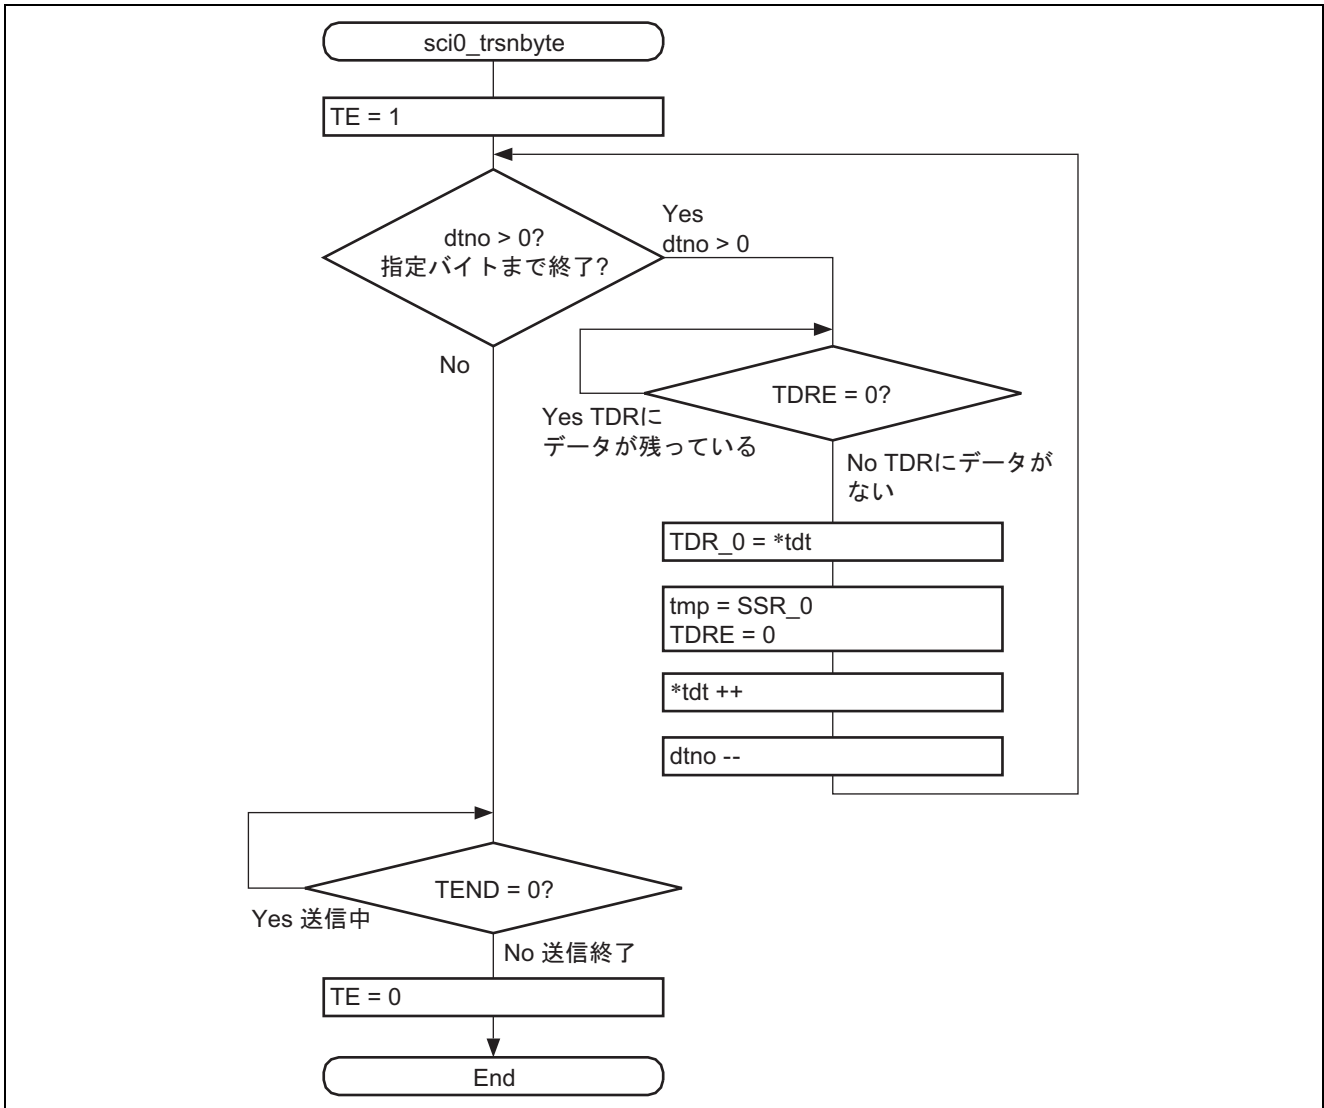 sci0_trsnbyte
TE = 1
dtno > 0?
指定バイトまで終了?
Yes
dtno > 0
No
TDRE = 0?
Yes TDRに
データが残っている
No TDRにデータが
ない
TDR_0 = *tdt
tmp = SSR_0
TDRE = 0
*tdt ++
dtno --
TEND = 0?
Yes 送信中
No 送信終了
TE = 0
End